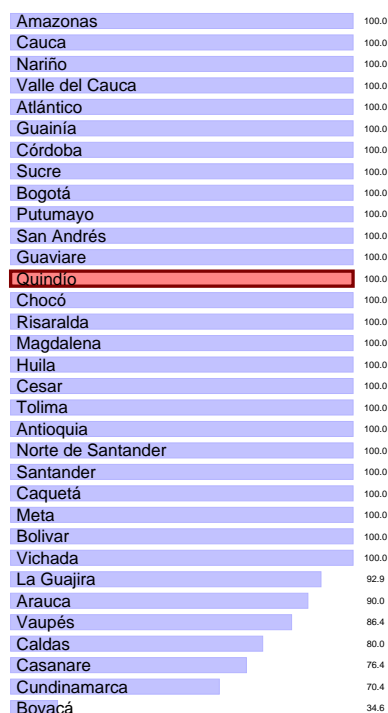 Amazonas 100.0
Cauca 100.0
Nariño 100.0
Valle del Cauca 100.0
Atlántico 100.0
Guainía 100.0
Córdoba 100.0
Sucre 100.0
Bogotá 100.0
Putumayo 100.0
San Andrés 100.0
Guaviare 100.0
Quindío 100.0
Chocó 100.0
Risaralda 100.0
Magdalena 100.0
Huila 100.0
Cesar 100.0
Tolima 100.0
Antioquia 100.0
Norte de Santander 100.0
Santander 100.0
Caquetá 100.0
Meta 100.0
Bolivar 100.0
Vichada 100.0
La Guajira 92.9
Arauca 90.0
Vaupés 86.4
Caldas 80.0
Casanare 76.4
Cundinamarca 70.4
Boyacá 34.6